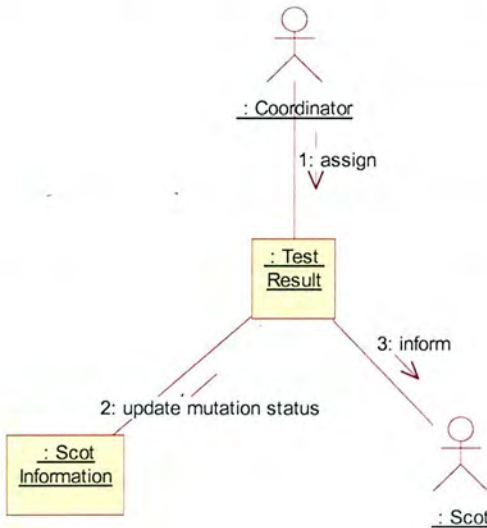 : Coordinator
1: assign
: Test
Result
3: inform
2: update mutation status
: Scot
Information
: Scot